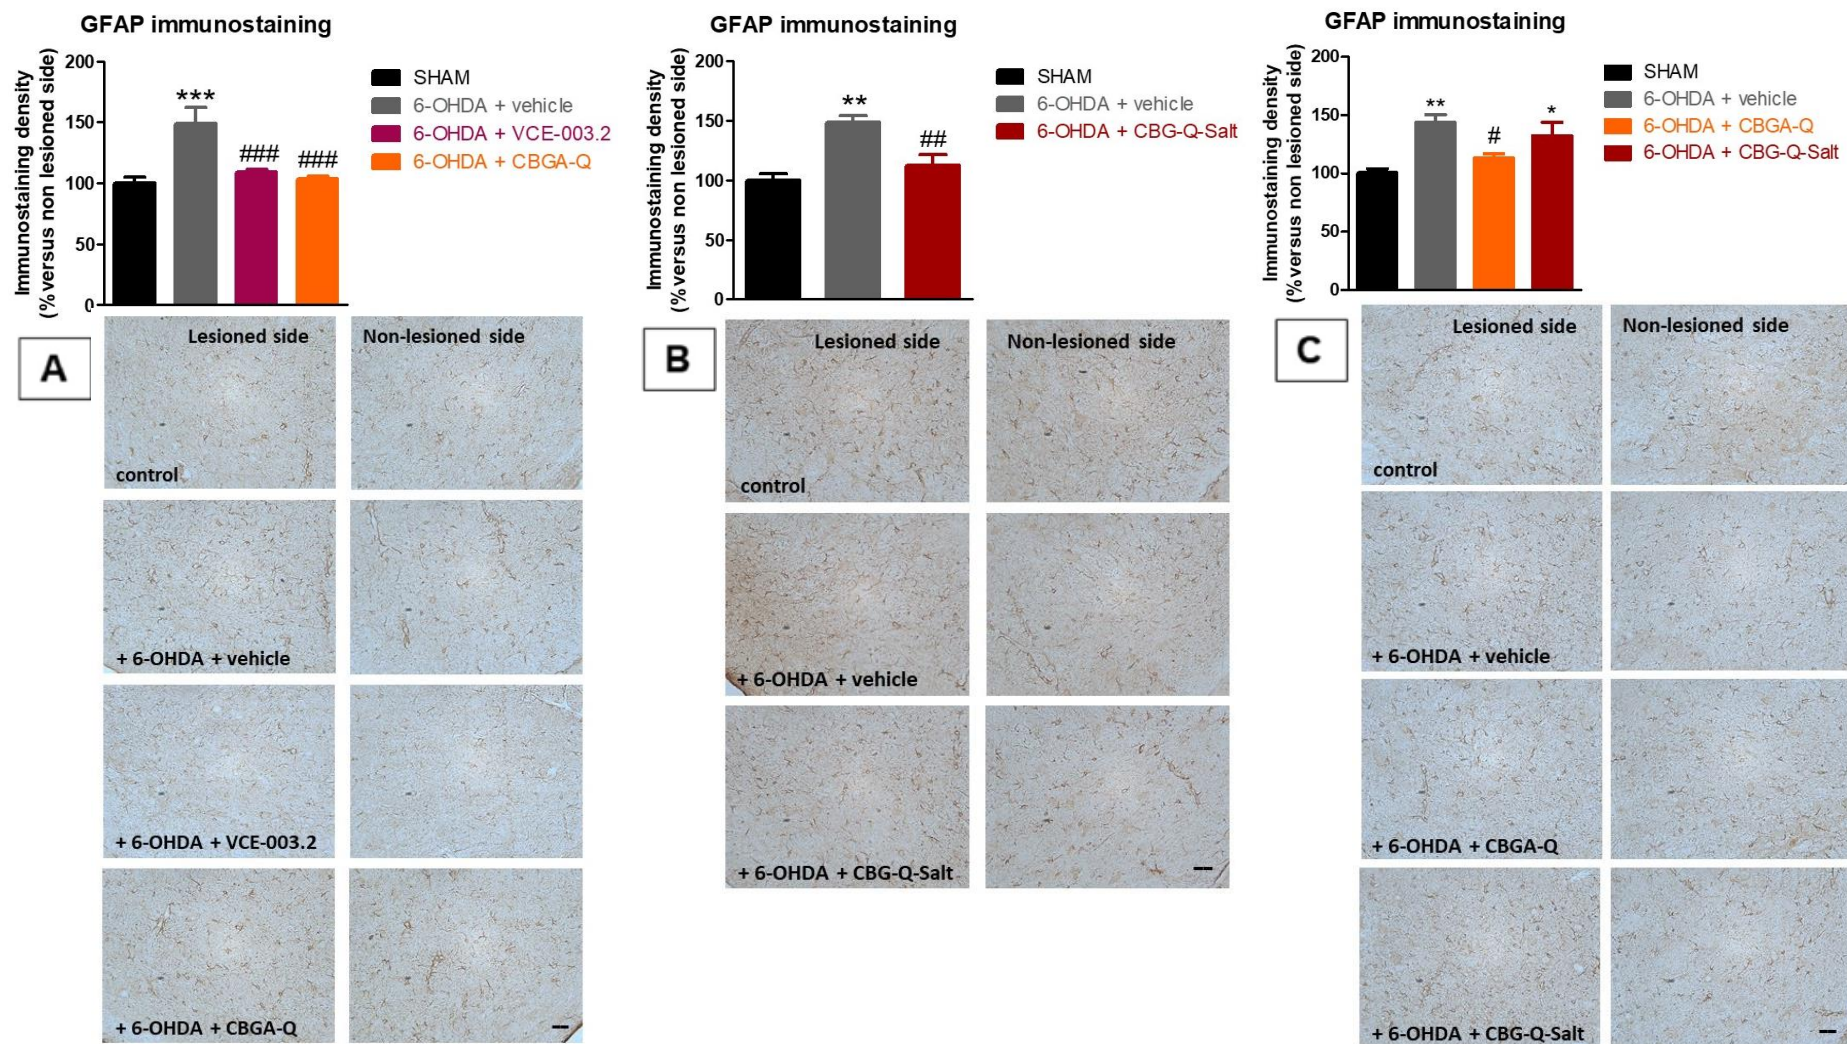 GFAP immunostaining
Immunostaining density
(% versus non lesioned side)
200
150
100
50
0
***
###
###
SHAM
6-OHDA + vehicle
6-OHDA + VCE-003.2
6-OHDA + CBGA-Q
A
Lesioned side
Non-lesioned side
control
+ 6-OHDA + vehicle
+ 6-OHDA + VCE-003.2
+ 6-OHDA + CBGA-Q
GFAP immunostaining
Immunostaining density
(% versus non lesioned side)
200
150
100
50
0
**
##
SHAM
6-OHDA + vehicle
6-OHDA + CBG-Q-Salt
B
Lesioned side
Non-lesioned side
control
+ 6-OHDA + vehicle
+ 6-OHDA + CBG-Q-Salt
GFAP immunostaining
Immunostaining density
(% versus non lesioned side)
200
150
100
50
0
**
#
*
SHAM
6-OHDA + vehicle
6-OHDA + CBGA-Q
6-OHDA + CBG-Q-Salt
C
Lesioned side
Non-lesioned side
control
+ 6-OHDA + vehicle
+ 6-OHDA + CBGA-Q
+ 6-OHDA + CBG-Q-Salt